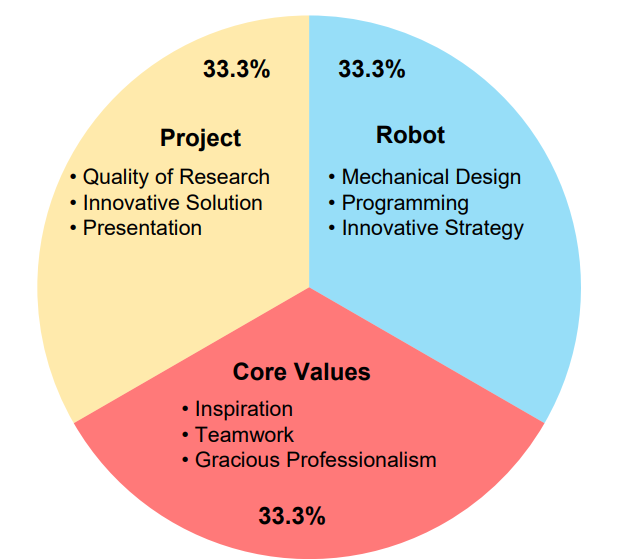 33.3%
Project
• Quality of Research
• Innovative Solution
• Presentation
33.3%
Robot
• Mechanical Design
• Programming
• Innovative Strategy
Core Values
• Inspiration
• Teamwork
• Gracious Professionalism
33.3%